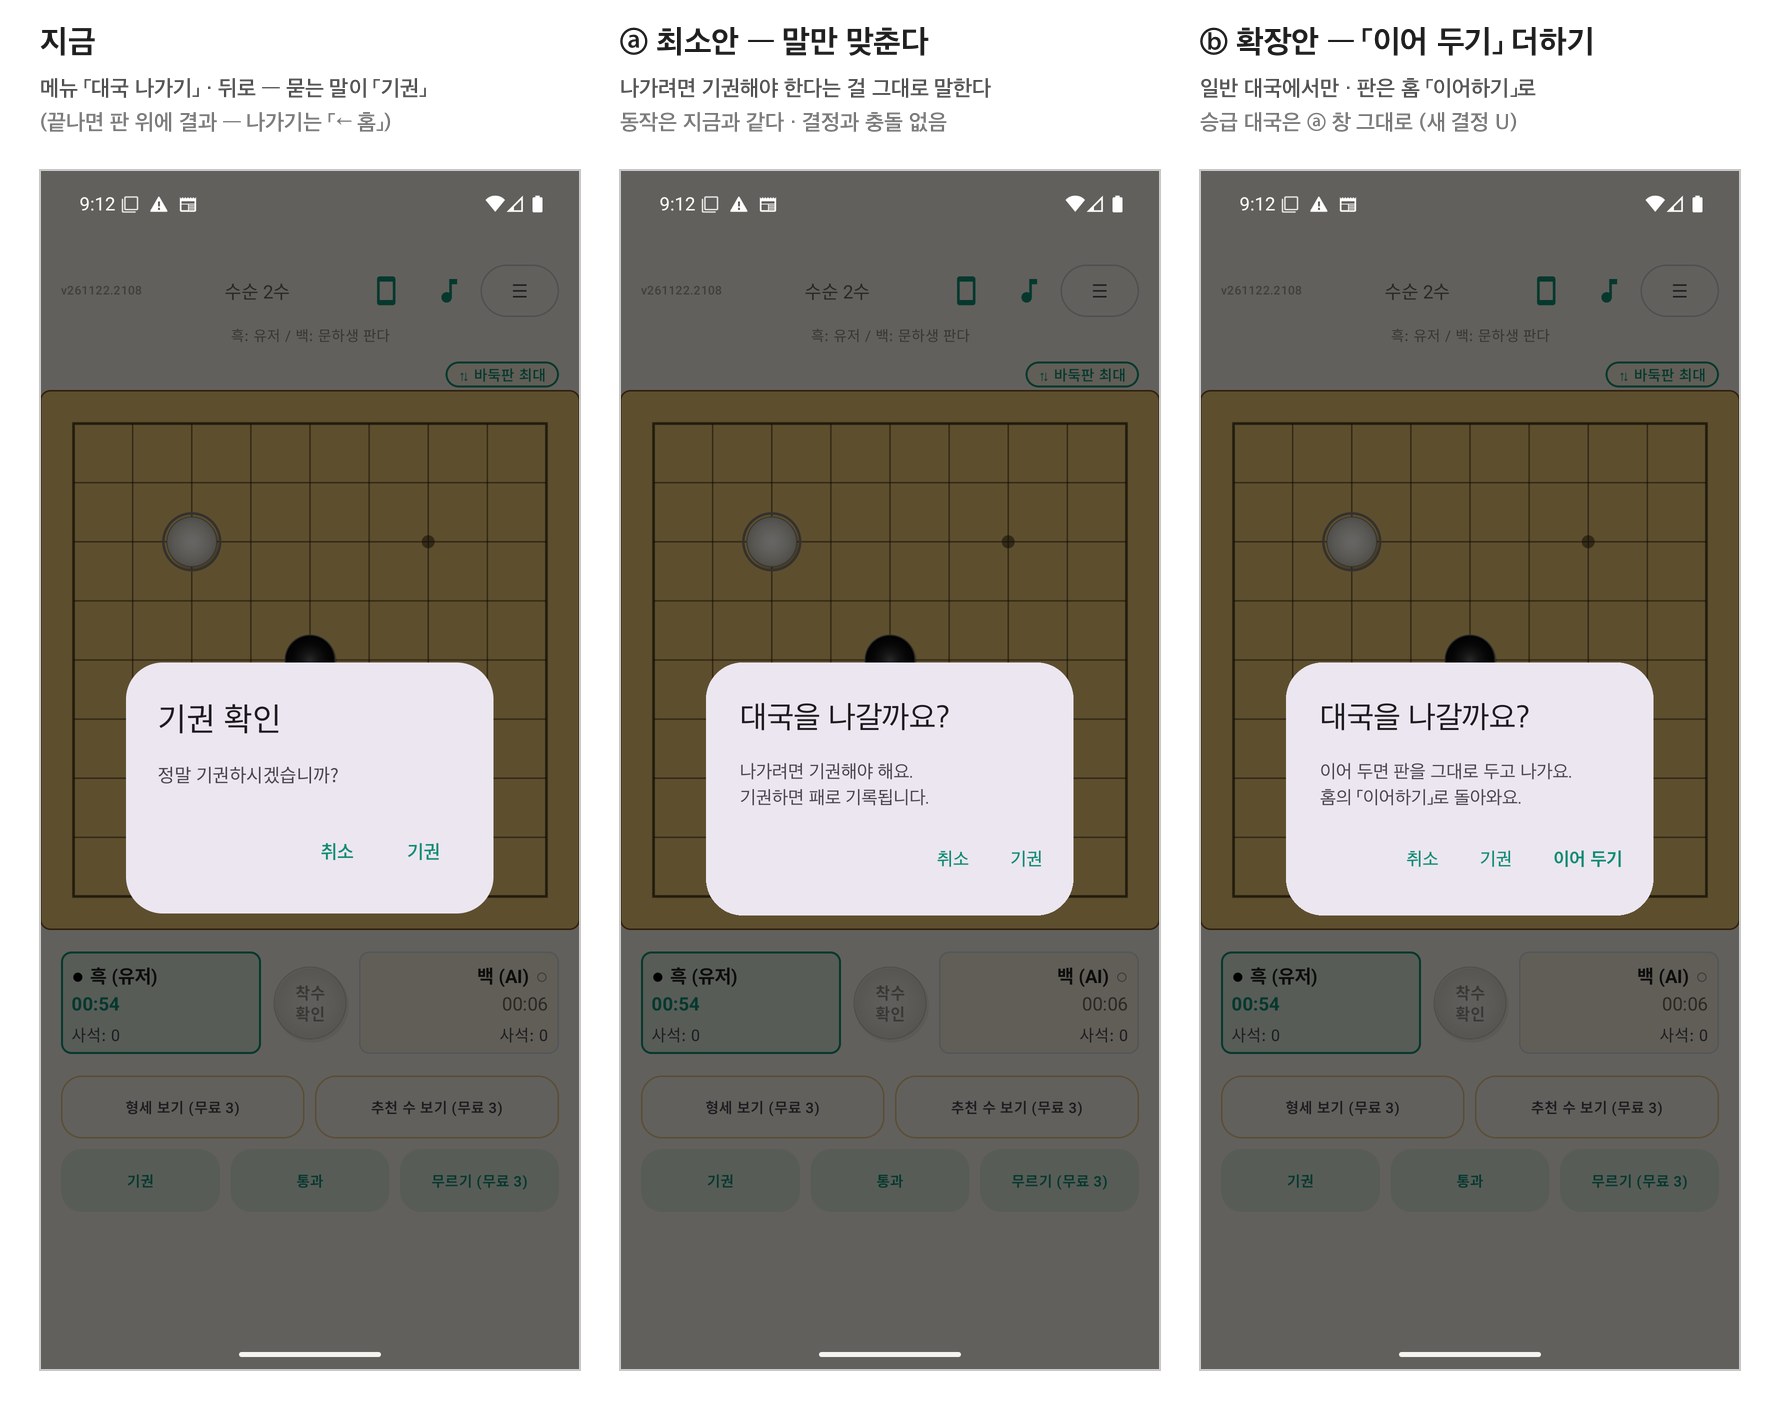 지금
메뉴 「대국 나가기」 · 뒤로 — 묻는 말이 「기권」
(끝나면 판 위에 결과 — 나가기는 「← 홈」)
9:12
v261122.2108
수순 2수
☰
흑: 유저 / 백: 문하생 판다
↑↓ 바둑판 최대
기권 확인
정말 기권하시겠습니까?
취소 기권
● 흑 (유저)
00:54
사석: 0
착수
확인
백 (AI) ○
00:06
사석: 0
형세 보기 (무료 3)
추천 수 보기 (무료 3)
기권
통과
무르기 (무료 3)
ⓐ 최소안 — 말만 맞춘다
나가려면 기권해야 한다는 걸 그대로 말한다
동작은 지금과 같다 · 결정과 충돌 없음
9:12
v261122.2108
수순 2수
☰
흑: 유저 / 백: 문하생 판다
↑↓ 바둑판 최대
대국을 나갈까요?
나가려면 기권해야 해요.
기권하면 패로 기록됩니다.
취소 기권
● 흑 (유저)
00:54
사석: 0
착수
확인
백 (AI) ○
00:06
사석: 0
형세 보기 (무료 3)
추천 수 보기 (무료 3)
기권
통과
무르기 (무료 3)
ⓑ 확장안 — 「이어 두기」 더하기
일반 대국에서만 · 판은 홈 「이어하기」로
승급 대국은 ⓐ 창 그대로 (새 결정 U)
9:12
v261122.2108
수순 2수
☰
흑: 유저 / 백: 문하생 판다
↑↓ 바둑판 최대
대국을 나갈까요?
이어 두면 판을 그대로 두고 나가요.
홈의 「이어하기」로 돌아와요.
취소 기권 이어 두기
● 흑 (유저)
00:54
사석: 0
착수
확인
백 (AI) ○
00:06
사석: 0
형세 보기 (무료 3)
추천 수 보기 (무료 3)
기권
통과
무르기 (무료 3)